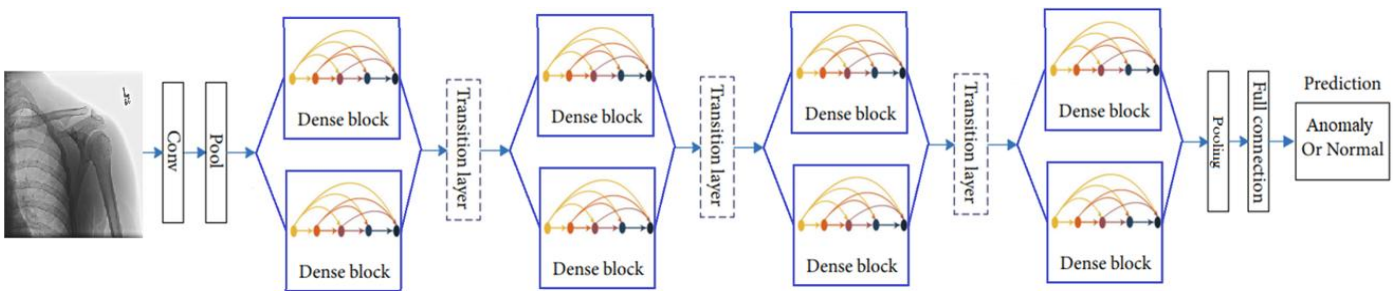 Conv
Pool
Dense block
Dense block
Transition layer
Dense block
Dense block
Transition layer
Dense block
Dense block
Transition layer
Dense block
Dense block
Pooling
Full connection
Prediction
Anomaly
Or Normal